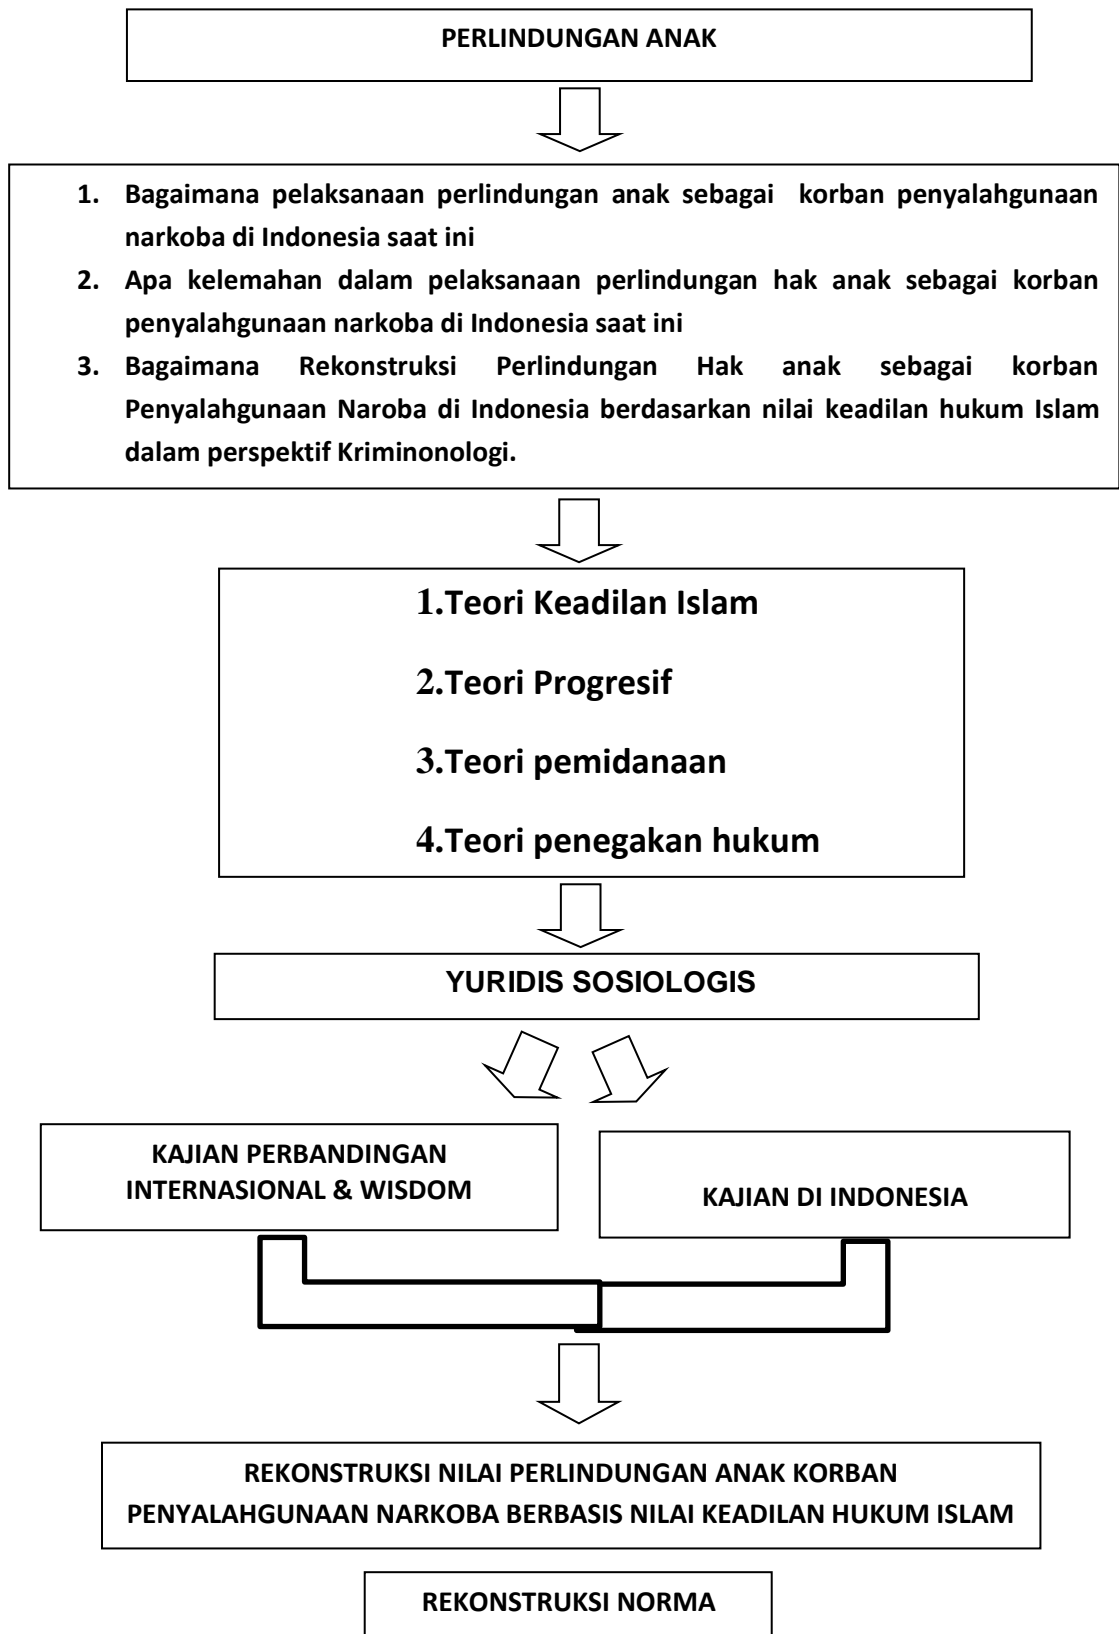 PERLINDUNGAN ANAK
1. Bagaimana pelaksanaan perlindungan anak sebagai korban penyalahgunaan
narkoba di Indonesia saat ini
2. Apa kelemahan dalam pelaksanaan perlindungan hak anak sebagai korban
penyalahgunaan narkoba di Indonesia saat ini
3. Bagaimana Rekonstruksi Perlindungan Hak anak sebagai korban
Penyalahgunaan Naroba di Indonesia berdasarkan nilai keadilan hukum Islam
dalam perspektif Kriminonologi.
1.Teori Keadilan Islam
2.Teori Progresif
3.Teori pemidanaan
4.Teori penegakan hukum
YURIDIS SOSIOLOGIS
KAJIAN PERBANDINGAN
INTERNASIONAL & WISDOM
KAJIAN DI INDONESIA
REKONSTRUKSI NILAI PERLINDUNGAN ANAK KORBAN
PENYALAHGUNAAN NARKOBA BERBASIS NILAI KEADILAN HUKUM ISLAM
REKONSTRUKSI NORMA